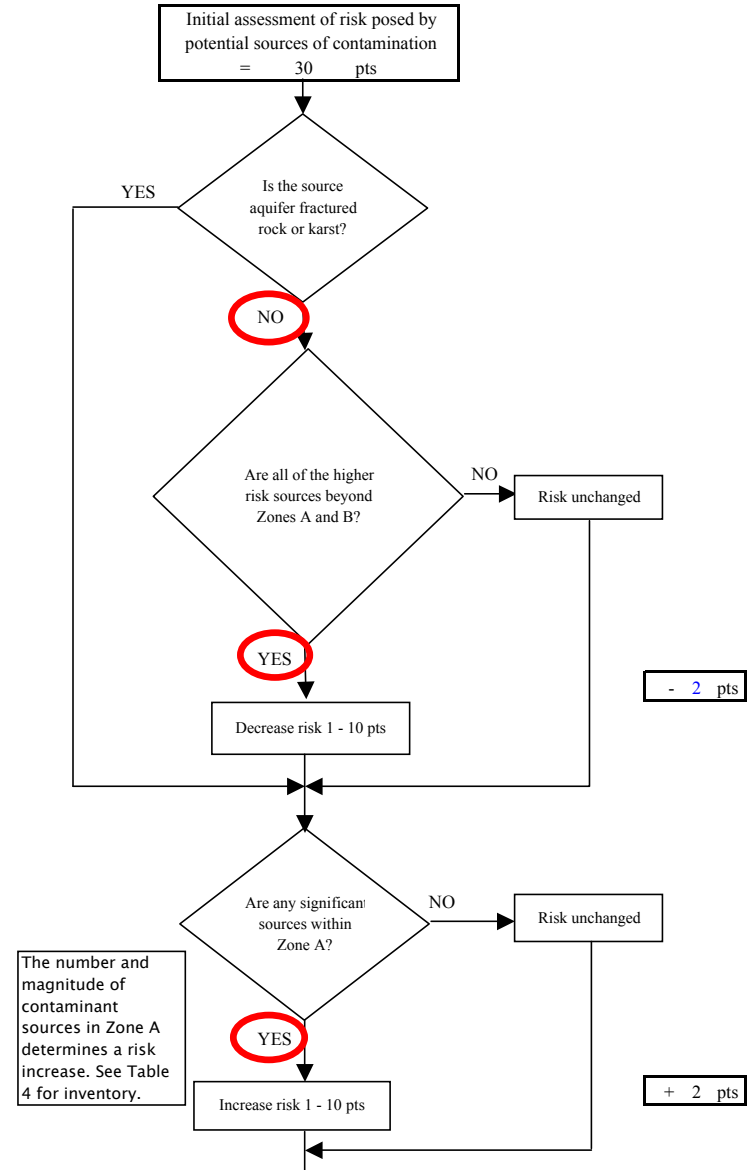 Initial assessment of risk posed by
potential sources of contamination
= 30 pts
YES
Is the source
aquifer fractured
rock or karst?
NO
Are all of the higher
risk sources beyond
Zones A and B?
NO
Risk unchanged
YES
- 2 pts
Decrease risk 1 - 10 pts
Are any significant
sources within
Zone A?
NO
Risk unchanged
The number and
magnitude of
contaminant
sources in Zone A
determines a risk
increase. See Table
4 for inventory.
YES
Increase risk 1 - 10 pts
+ 2 pts